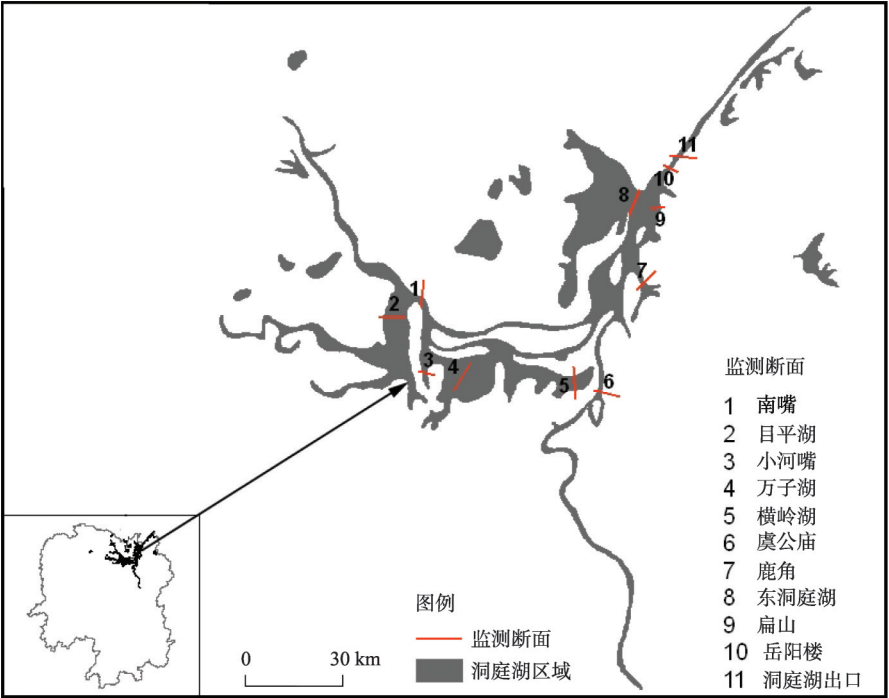 11
10
8
9
7
1
2
3
4
5
6
监测断面
1 南嘴
2 目平湖
3 小河嘴
4 万子湖
5 横岭湖
6 虞公庙
7 鹿角
8 东洞庭湖
9 扁山
10 岳阳楼
11 洞庭湖出口
图例
监测断面
洞庭湖区域
0 30 km